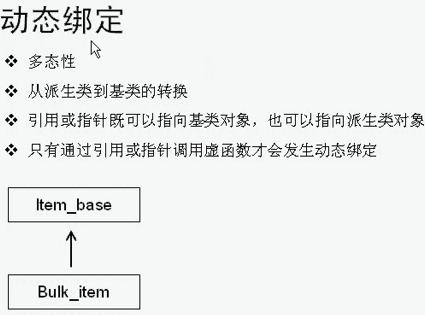 动态绑定
多态性
从派生类到基类的转换
引用或指针既可以指向基类对象，也可以指向派生类对象
只有通过引用或指针调用虚函数才会发生动态绑定
Item_base
Bulk_item